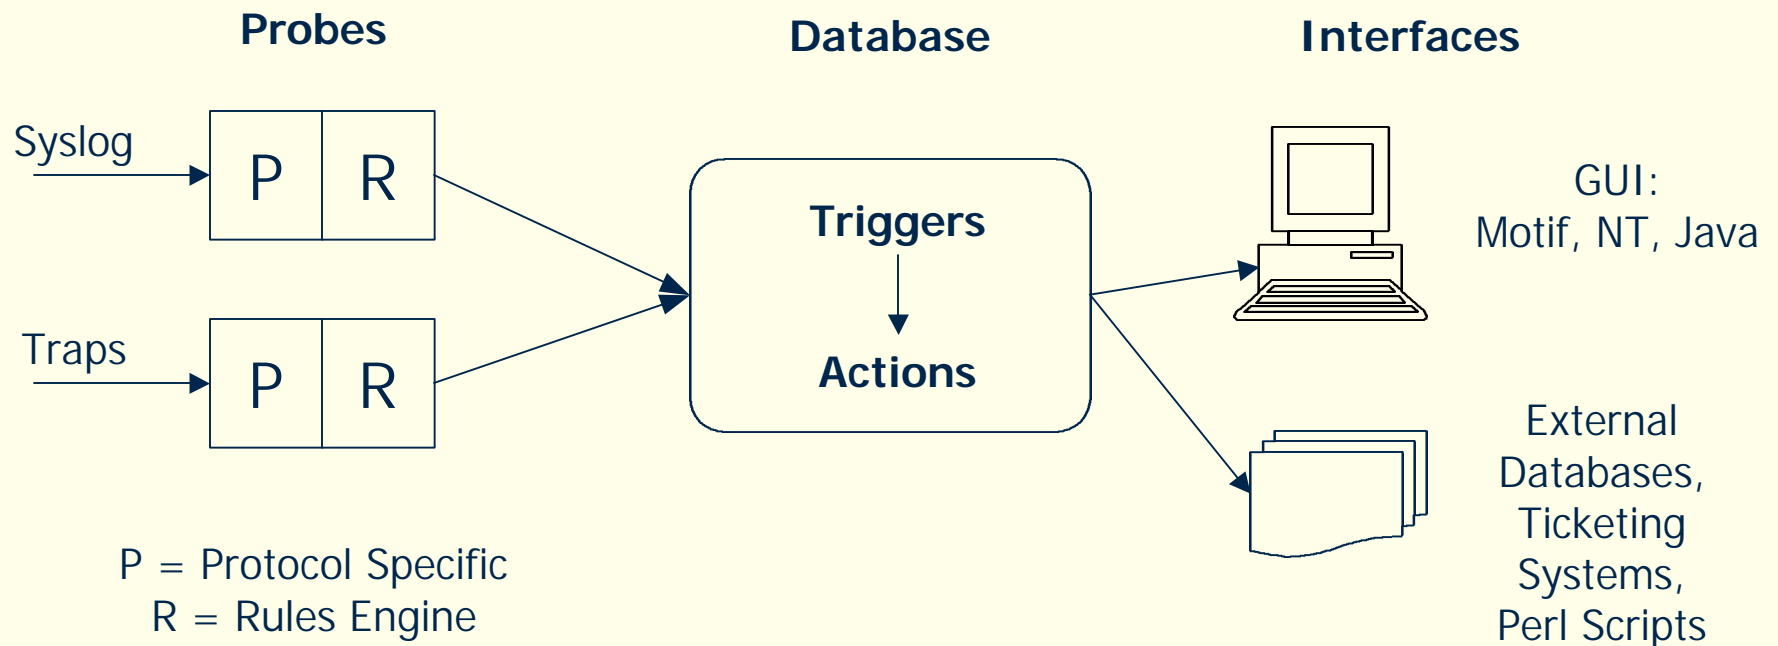 Probes
Database
Interfaces
Syslog
P
R
Traps
P
R
P = Protocol Specific
R = Rules Engine
Triggers
Actions
GUI:
Motif, NT, Java
External
Databases,
Ticketing
Systems,
Perl Scripts